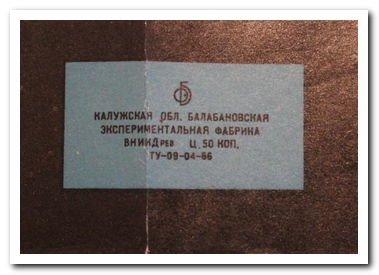 КАЛУЖСКАЯ ОБЛ. БАЛАБАНОВСКАЯ
ЭКСПЕРИМЕНТАЛЬНАЯ ФАБРИКА
ВНИИДрев Ц. 50 КОП.
ТУ-09-04-66